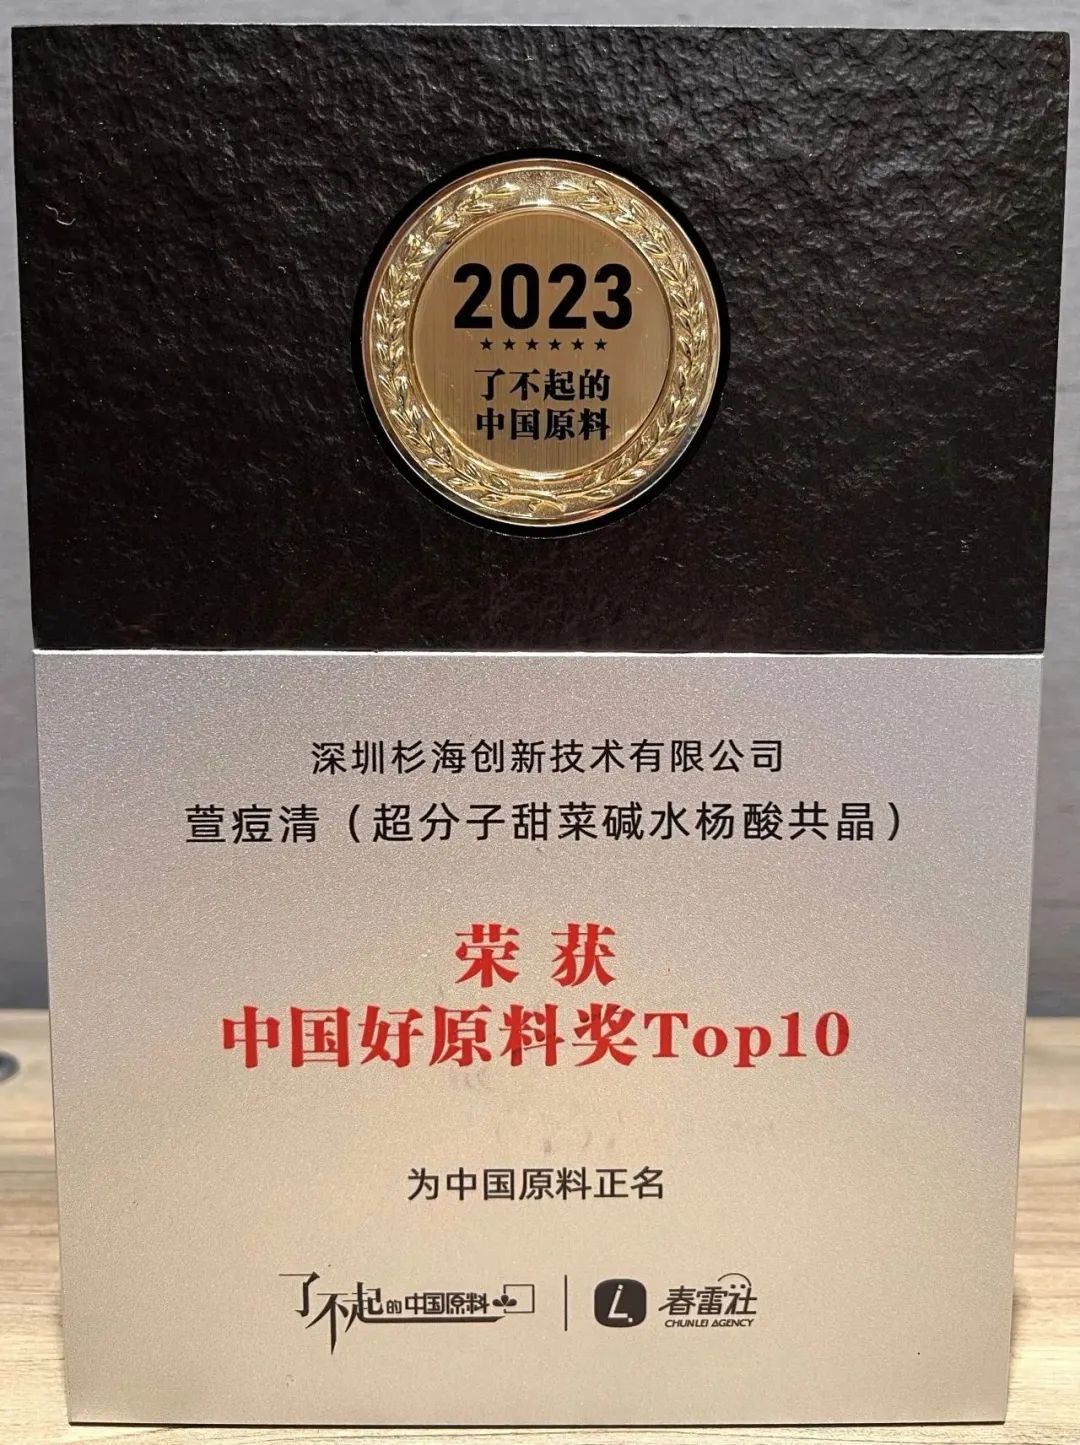 2023
★★★★★★
了不起的
中国原料
深圳杉海创新技术有限公司
萱痘清（超分子甜菜碱水杨酸共晶）
荣获
中国好原料奖Top10
为中国原料正名
了不起的中国原料
春雷社
CHUNLEI AGENCY